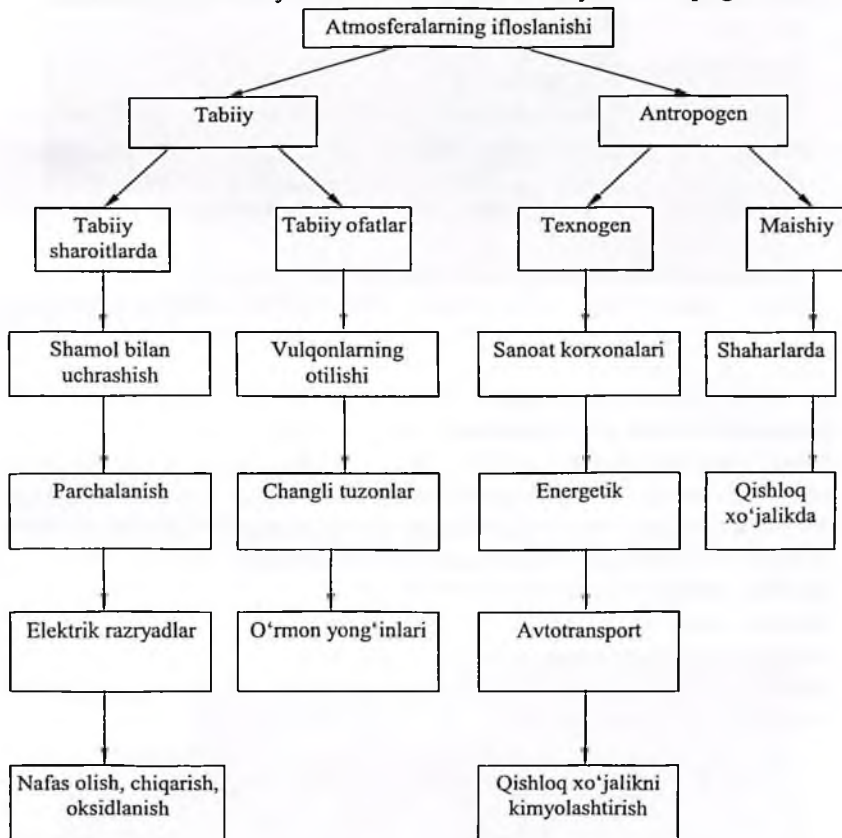 Atmosferalarning ifloslanishi
Tabiiy
Antropogen
Tabiiy
sharoitlarda
Tabiiy ofatlar
Texnogen
Maishiy
Shamol bilan
uchrashish
Vulqonlarning
otilishi
Sanoat korxonalari
Shaharlarda
Parchalanish
Changli tuzonlar
Energetik
Qishloq
xo‘jalikda
Elektrik razryadlar
O‘rmon yong‘inlari
Avtotransport
Nafas olish, chiqarish,
oksidlanish
Qishloq xo‘jalikni
kimyolashtirish